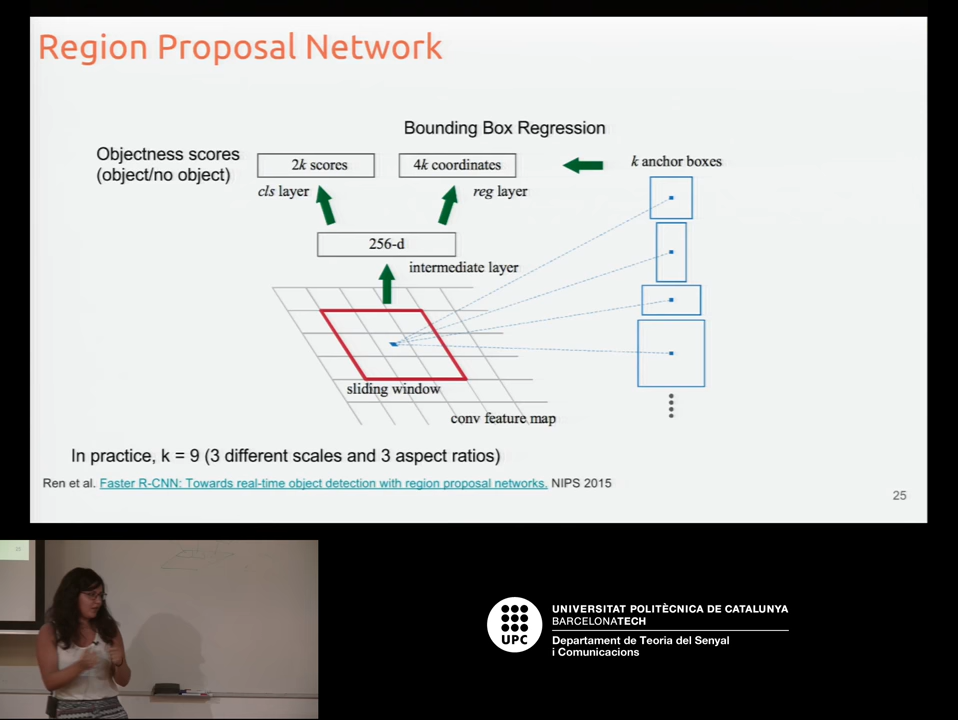 Region Proposal Network
Bounding Box Regression
Objectness scores
(object/no object)
2k scores
4k coordinates
k anchor boxes
cls layer
reg layer
256-d
intermediate layer
sliding window
conv feature map
In practice, k = 9 (3 different scales and 3 aspect ratios)
Ren et al. Faster R-CNN: Towards real-time object detection with region proposal networks. NIPS 2015
25
UPC
UNIVERSITAT POLITÈCNICA DE CATALUNYA
BARCELONATECH
Departament de Teoria del Senyal
i Comunicacions